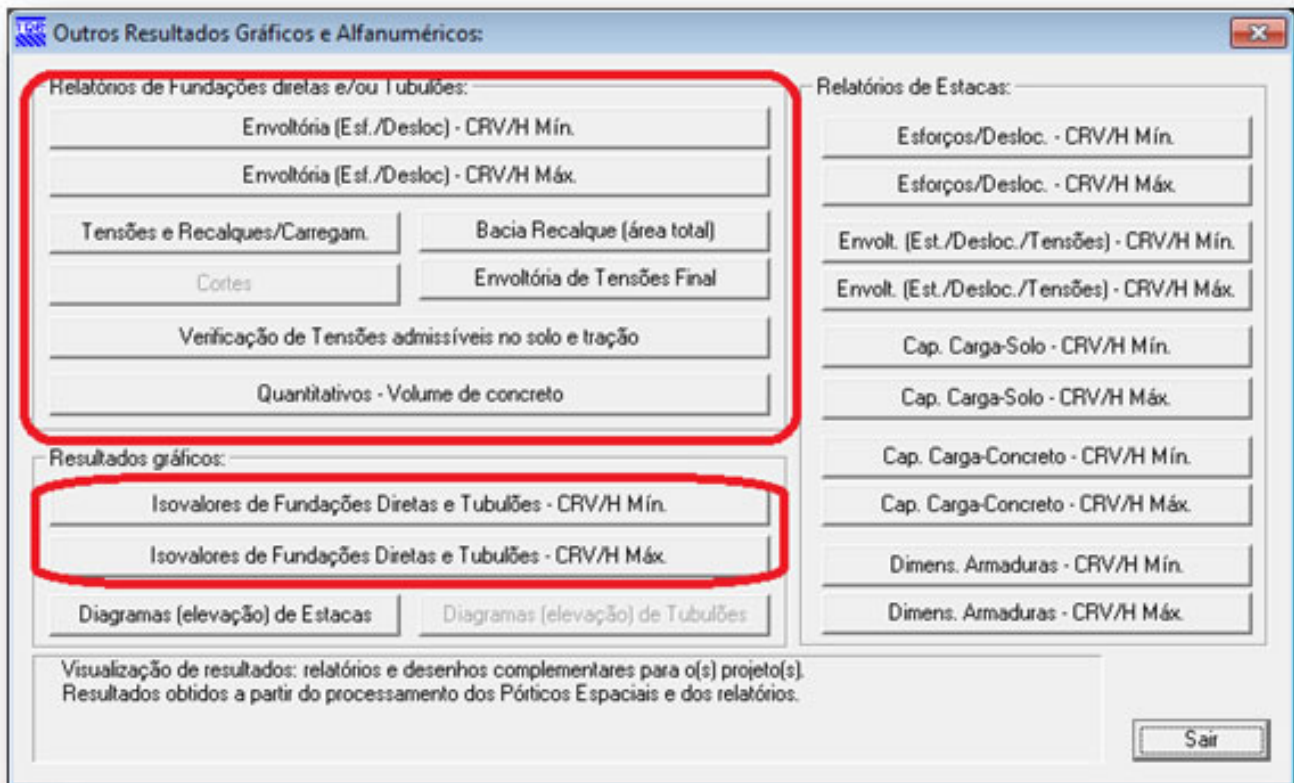 TQS
Outros Resultados Gráficos e Alfanuméricos:
Relatórios de Fundações diretas e/ou Tubulões:
Envoltória (Esf./Desloc) - CRV/H Mín.
Envoltória (Esf./Desloc) - CRV/H Máx.
Tensões e Recalques/Carregam.
Bacia Recalque (área total)
Cortes
Envoltória de Tensões Final
Verificação de Tensões admissíveis no solo e tração
Quantitativos - Volume de concreto
Resultados gráficos:
Isovalores de Fundações Diretas e Tubulões - CRV/H Mín.
Isovalores de Fundações Diretas e Tubulões - CRV/H Máx.
Diagramas (elevação) de Estacas
Diagramas (elevação) de Tubulões
Relatórios de Estacas:
Esforços/Desloc. - CRV/H Mín.
Esforços/Desloc. - CRV/H Máx.
Envolt. (Est./Desloc./Tensões) - CRV/H Mín.
Envolt. (Est./Desloc./Tensões) - CRV/H Máx.
Cap. Carga-Solo - CRV/H Mín.
Cap. Carga-Solo - CRV/H Máx.
Cap. Carga-Concreto - CRV/H Mín.
Cap. Carga-Concreto - CRV/H Máx.
Dimens. Armaduras - CRV/H Mín.
Dimens. Armaduras - CRV/H Máx.
Visualização de resultados: relatórios e desenhos complementares para o(s) projeto(s).
Resultados obtidos a partir do processamento dos Pórticos Espaciais e dos relatórios.
Sair